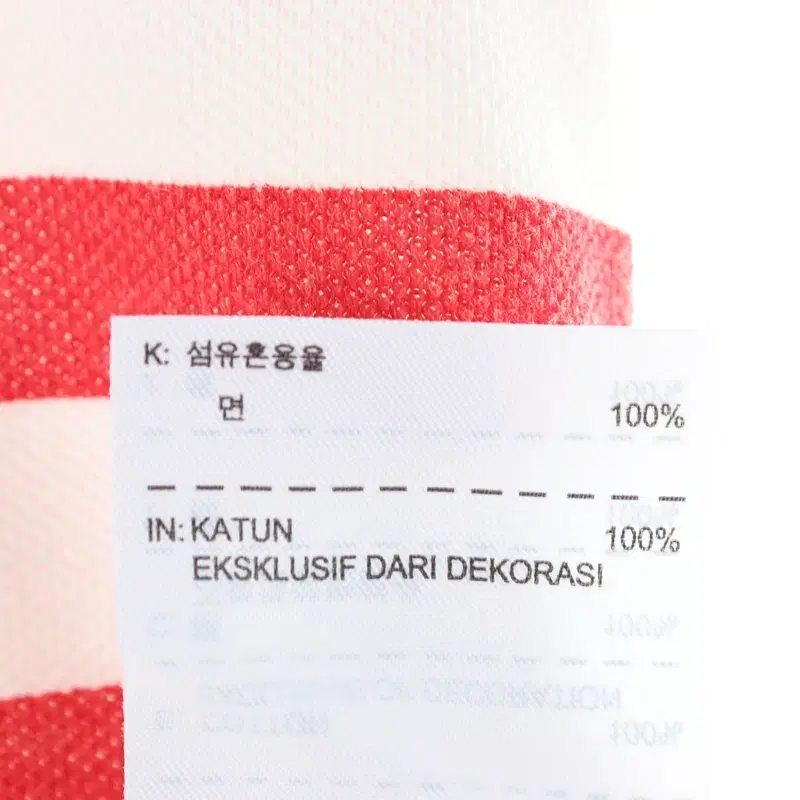 K: 섬유혼용율
면 100%
IN: KATUN 100%
EKSKLUSIF DARI DEKORASI